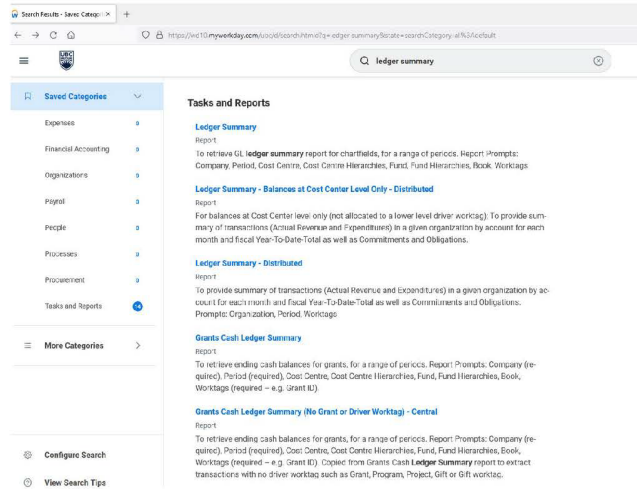 Search Results - Saved Categori ×
+
https://wd10.myworkday.com/ubc/d/search.htmld?q=ledger summary&state=searchCategory-all%3Adefault
UBC
ledger summary
Saved Categories
Expenses 0
Financial Accounting 0
Organizations 0
Payroll 0
People 0
Processes 0
Procurement 0
Tasks and Reports 14
More Categories
Configure Search
View Search Tips
Tasks and Reports
Ledger Summary
Report
To retrieve GL ledger summary report for chartfields, for a range of periods. Report Prompts:
Company, Period, Cost Centre, Cost Centre Hierarchies, Fund, Fund Hierarchies, Book, Worktags
Ledger Summary - Balances at Cost Center Level Only - Distributed
Report
For balances at Cost Center level only (not allocated to a lower level driver worktag): To provide sum-
mary of transactions (Actual Revenue and Expenditures) in a given organization by account for each
month and fiscal Year-To-Date-Total as well as Commitments and Obligations.
Ledger Summary - Distributed
Report
To provide summary of transactions (Actual Revenue and Expenditures) in a given organization by ac-
count for each month and fiscal Year-To-Date-Total as well as Commitments and Obligations.
Prompts: Organization, Period, Worktags
Grants Cash Ledger Summary
Report
To retrieve ending cash balances for grants, for a range of periods. Report Prompts: Company (re-
quired), Period (required), Cost Centre, Cost Centre Hierarchies, Fund, Fund Hierarchies, Book,
Worktags (required – e.g. Grant ID).
Grants Cash Ledger Summary (No Grant or Driver Worktag) - Central
Report
To retrieve ending cash balances for grants, for a range of periods. Report Prompts: Company (re-
quired), Period (required), Cost Centre, Cost Centre Hierarchies, Fund, Fund Hierarchies, Book,
Worktags (required – e.g. Grant ID). Copied from Grants Cash Ledger Summary report to extract
transactions with no driver worktag such as Grant, Program, Project, Gift or Gift worktag.